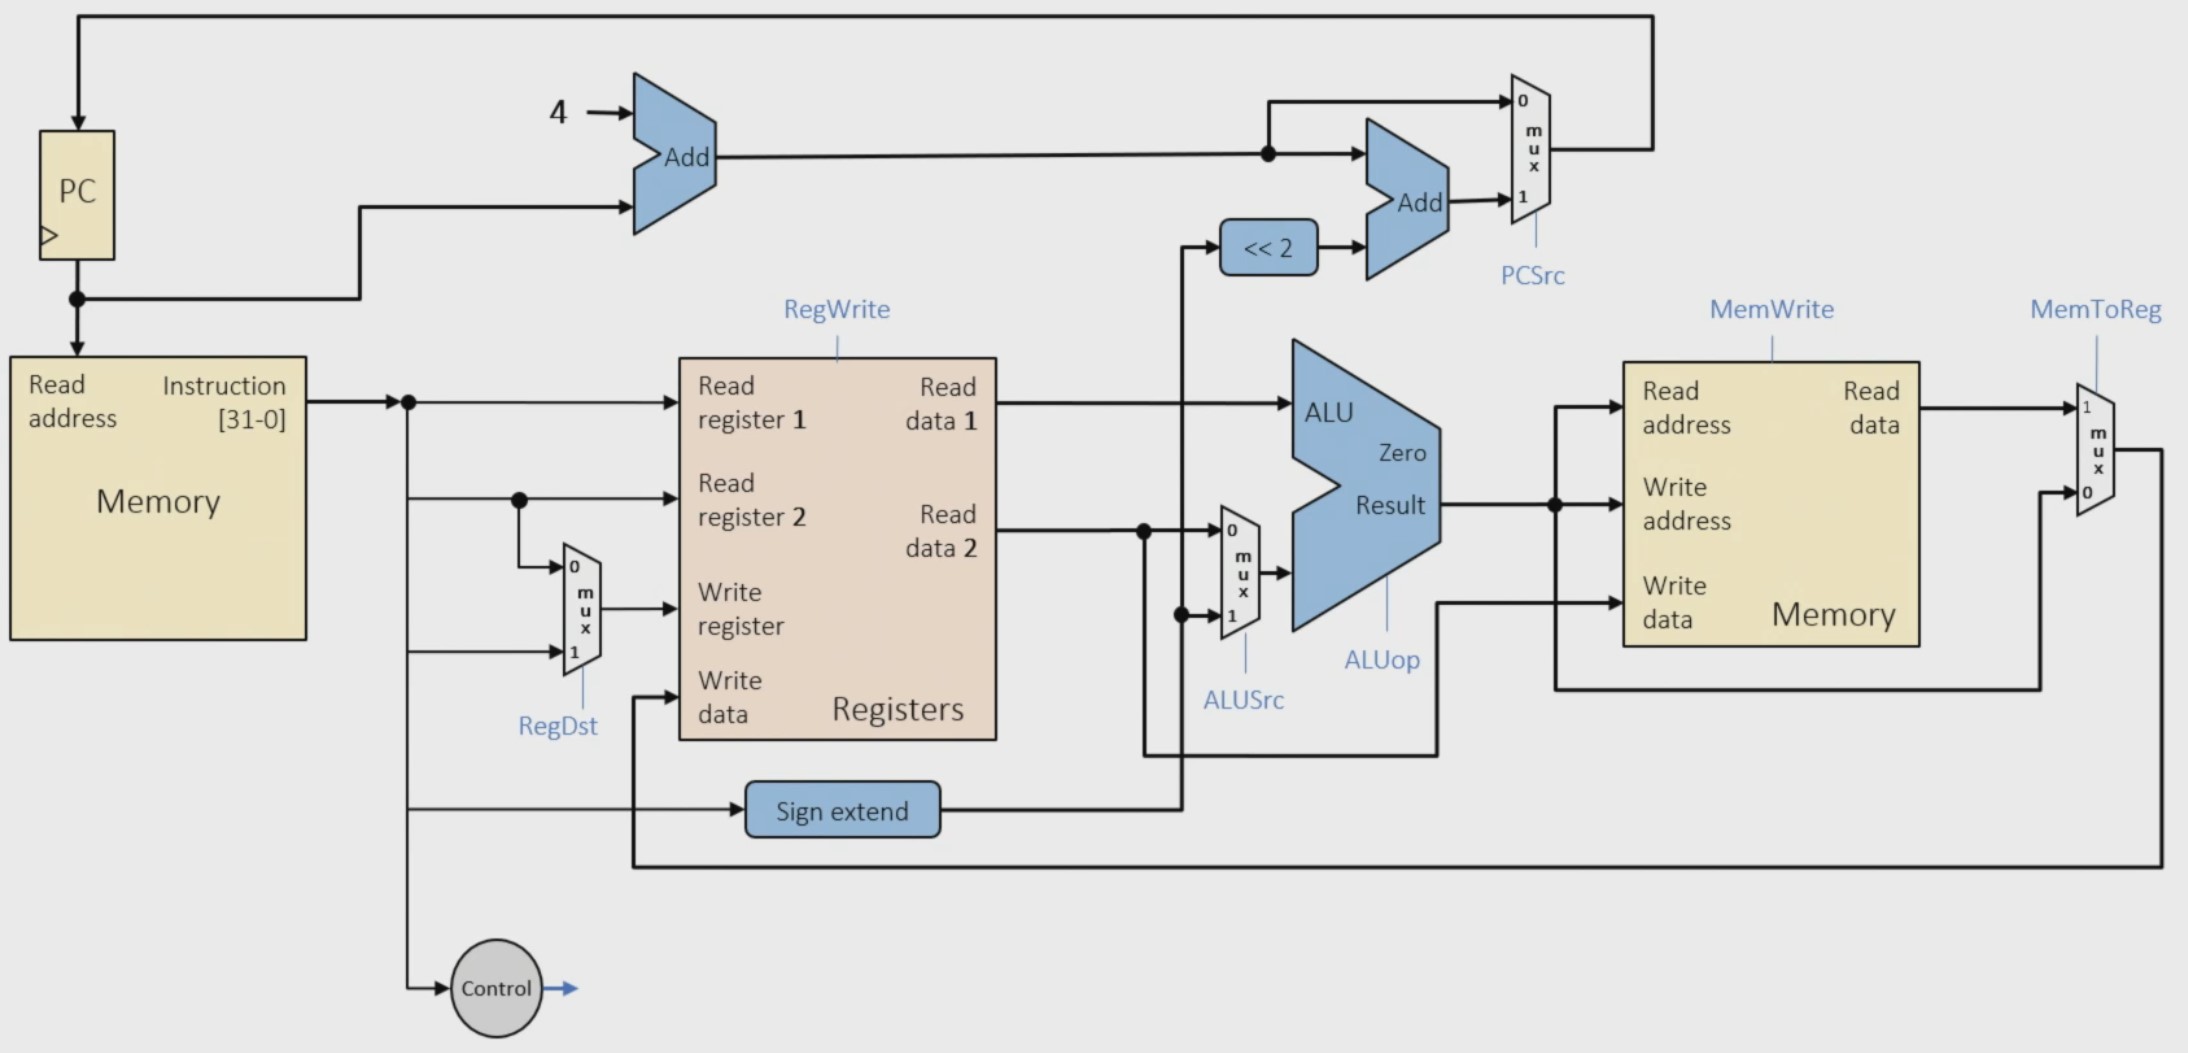 4
Add
PC
0
m
u
x
1
Add
<< 2
PCSrc
RegWrite
MemWrite
MemToReg
Read
address
Instruction
[31-0]
Memory
Read
register 1
Read
data 1
Read
register 2
Read
data 2
Write
register
Write
data
Registers
0
m
u
x
1
RegDst
ALU
Zero
Result
0
m
u
x
1
ALUSrc
ALUop
Read
address
Read
data
Write
address
Write
data
Memory
1
m
u
x
0
Sign extend
Control